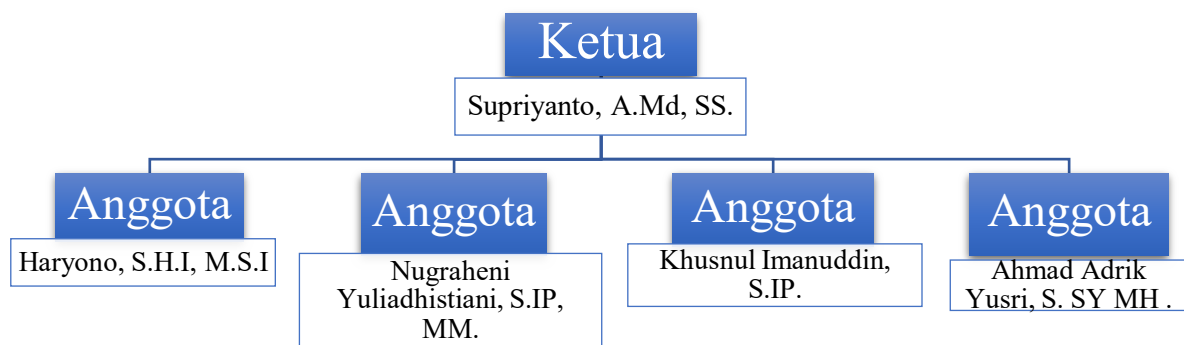 Ketua
Supriyanto, A.Md, SS.
Anggota
Haryono, S.H.I, M.S.I
Anggota
Nugraheni
Yuliadhistiani, S.IP,
MM.
Anggota
Khusnul Imanuddin,
S.IP.
Anggota
Ahmad Adrik
Yusri, S. SY MH .